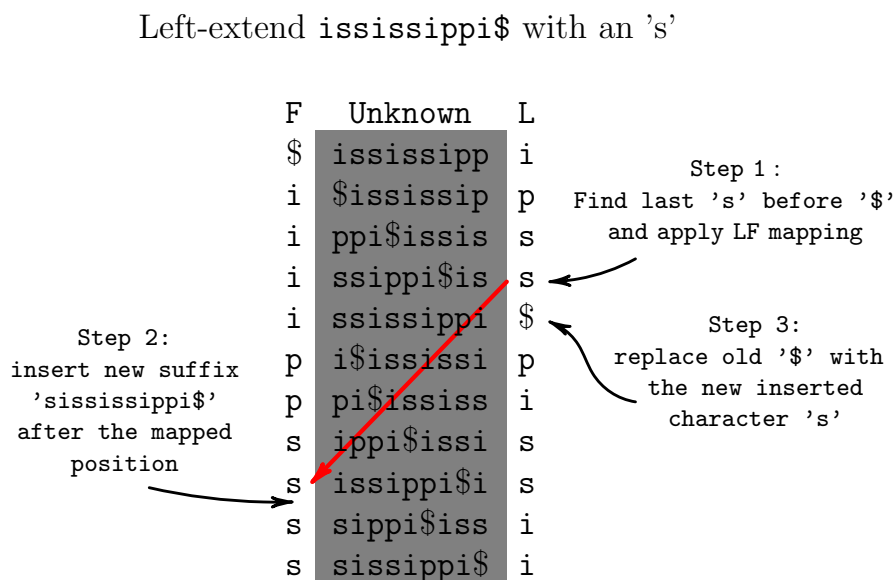 Left-extend ississippi$ with an ’s’
F Unknown L
$ ississipp i
i $ississip p
i ppi$issis s
i ssippi$is s
i ssissippi $
p i$ississi p
p pi$ississ i
s ippi$issi s
s issippi$i s
s sippi$iss i
s sissippi$ i
Step 1:
Find last ’s’ before ’$’
and apply LF mapping
Step 2:
insert new suffix
’sississippi$’
after the mapped
position
Step 3:
replace old ’$’ with
the new inserted
character ’s’